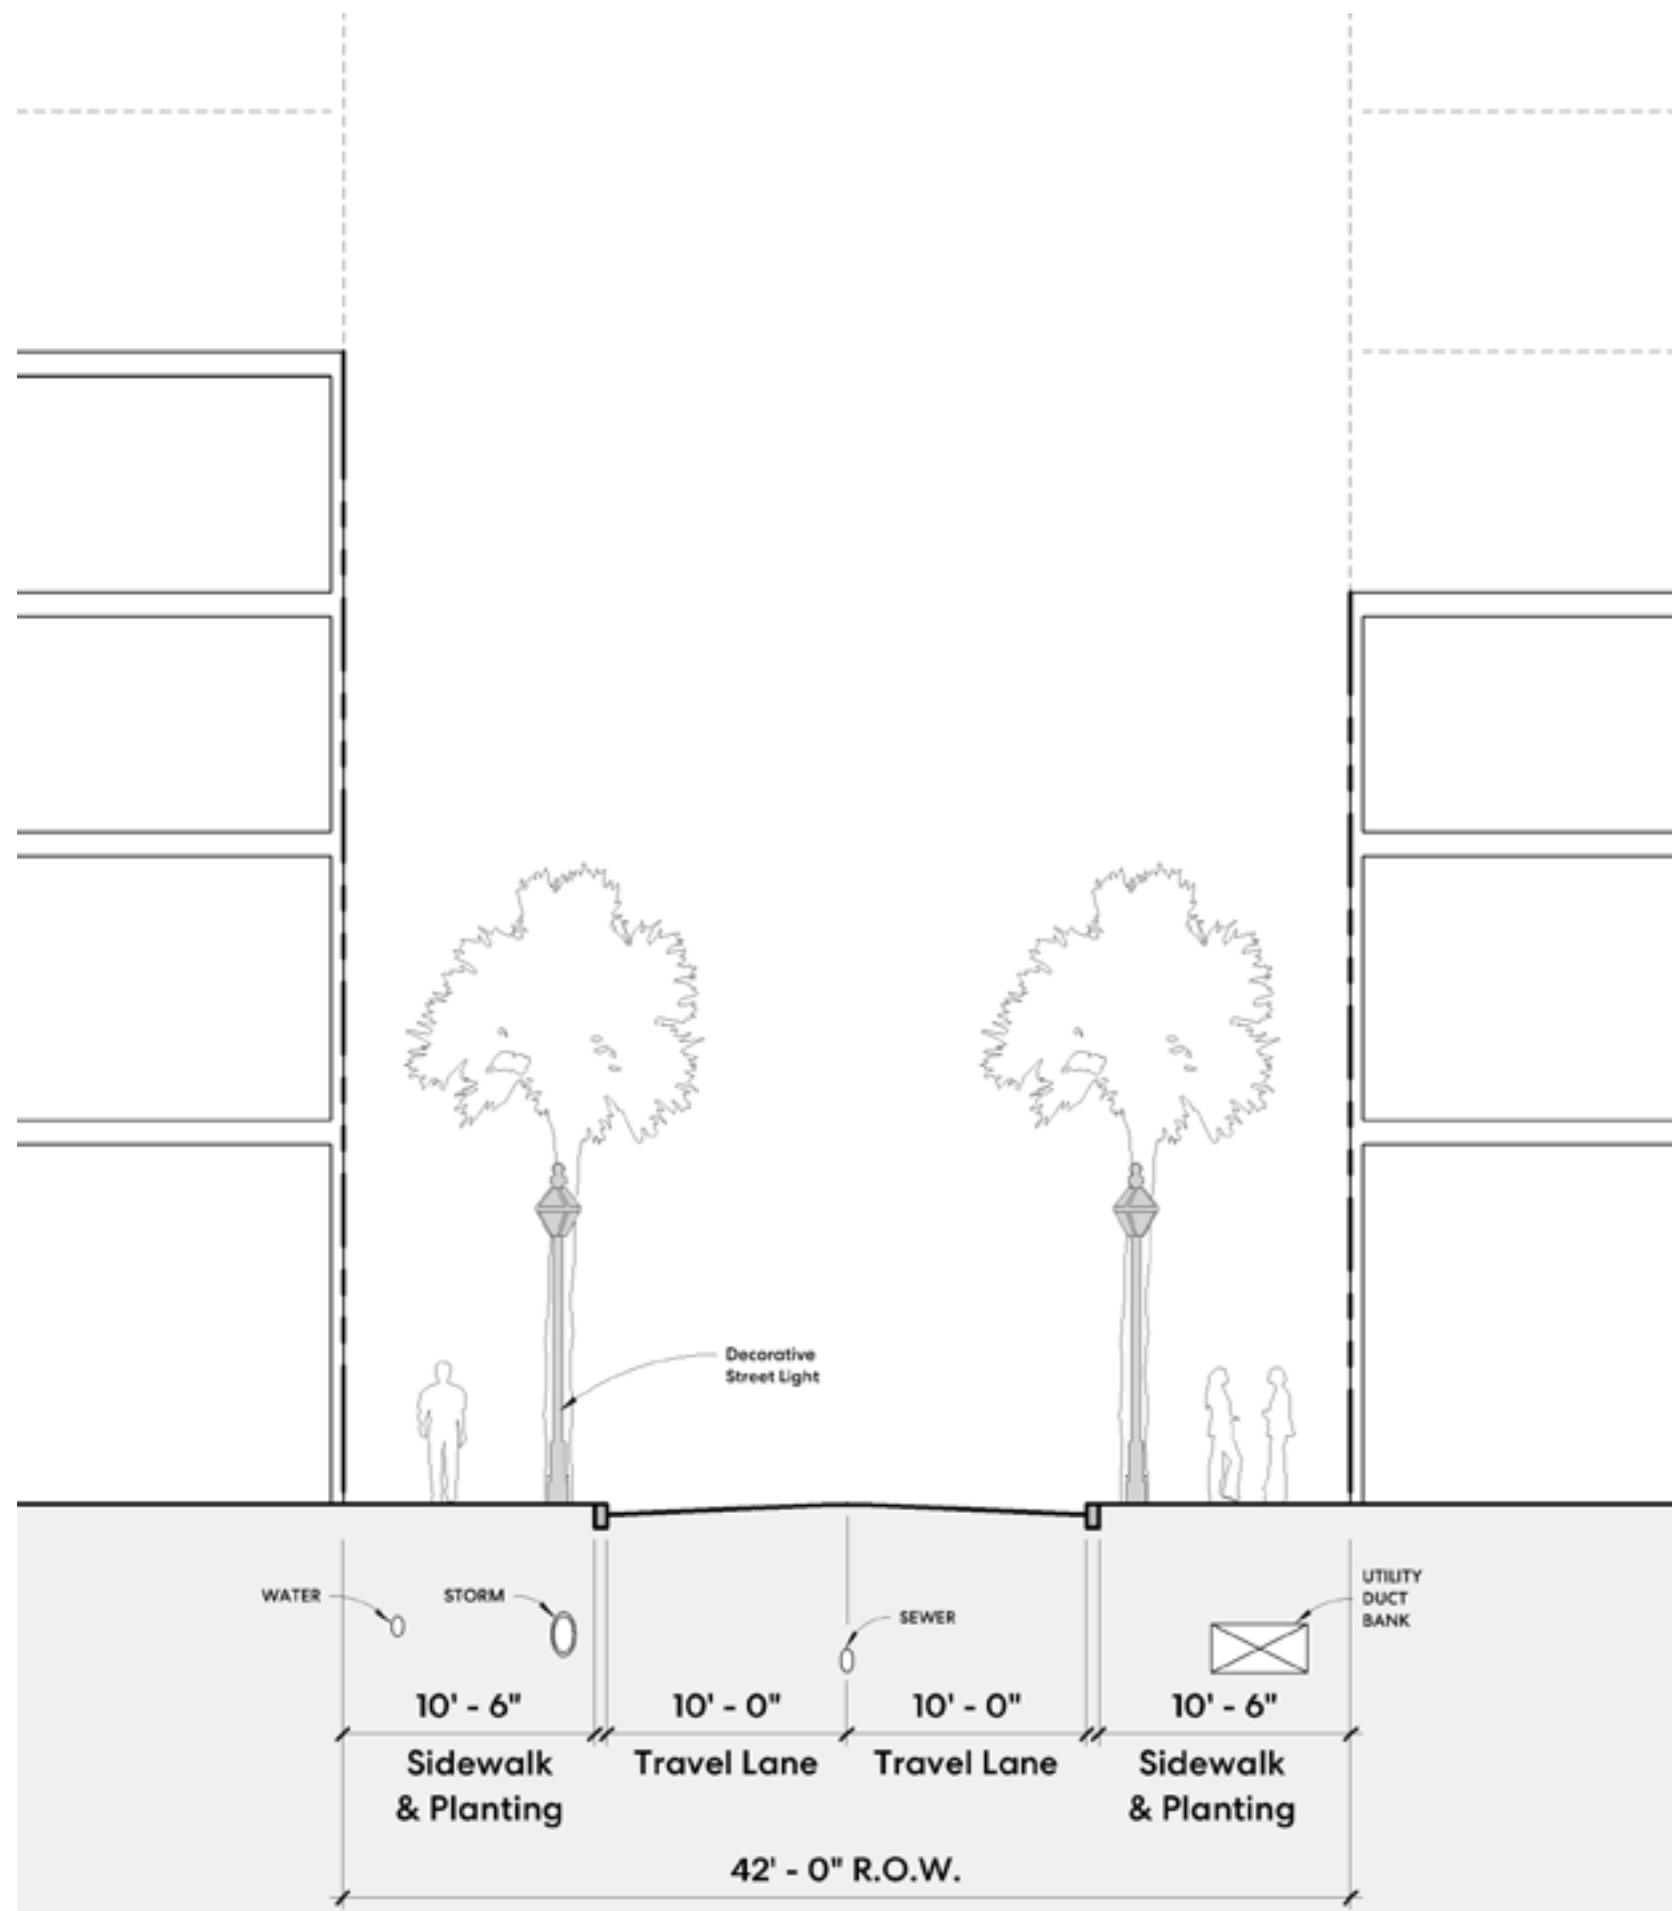 Decorative
Street Light
WATER
STORM
SEWER
UTILITY
DUCT
BANK
10' - 6"
10' - 0"
10' - 0"
10' - 6"
Sidewalk
& Planting
Travel Lane
Travel Lane
Sidewalk
& Planting
42' - 0" R.O.W.